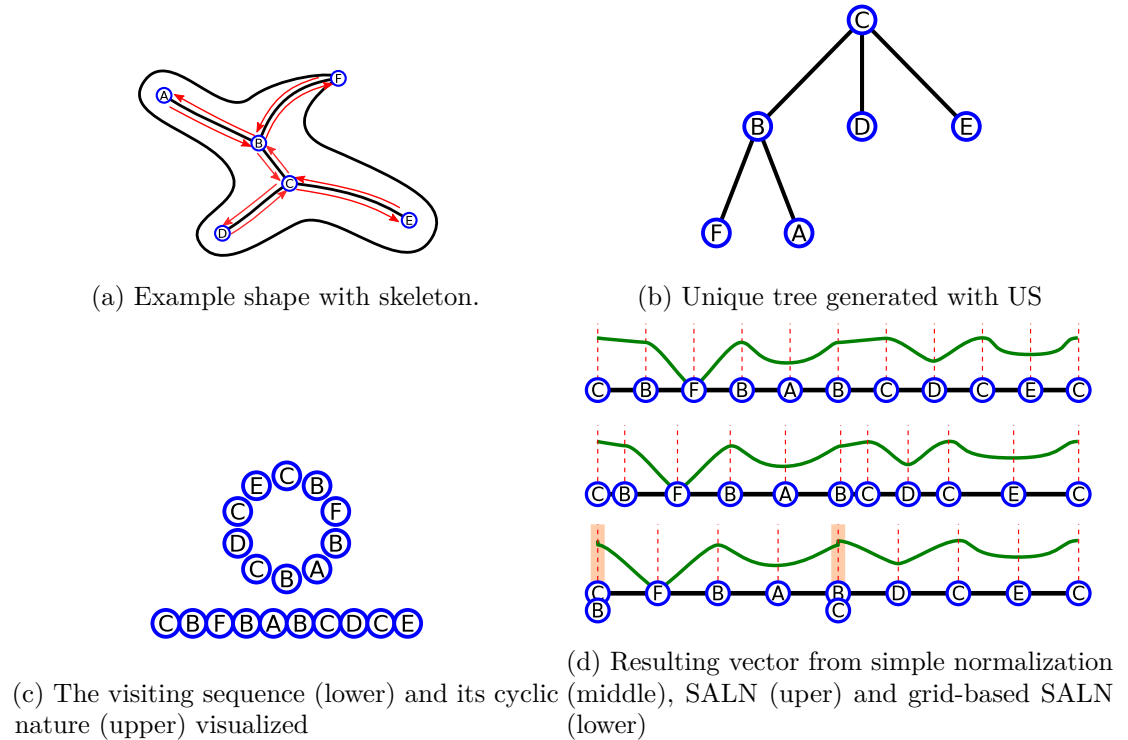 A
F
B
C
D
E
(a) Example shape with skeleton.
C
B D E
F A
(b) Unique tree generated with US
C
E B
C F
D B
C A
B
C B F B A B C D C E
(c) The visiting sequence (lower) and its cyclic
nature (upper) visualized
C B F B A B C D C E C
C B F B A B C D C E C
C F B A B D C E C
B C
(d) Resulting vector from simple normalization
(middle), SALN (uper) and grid-based SALN
(lower)